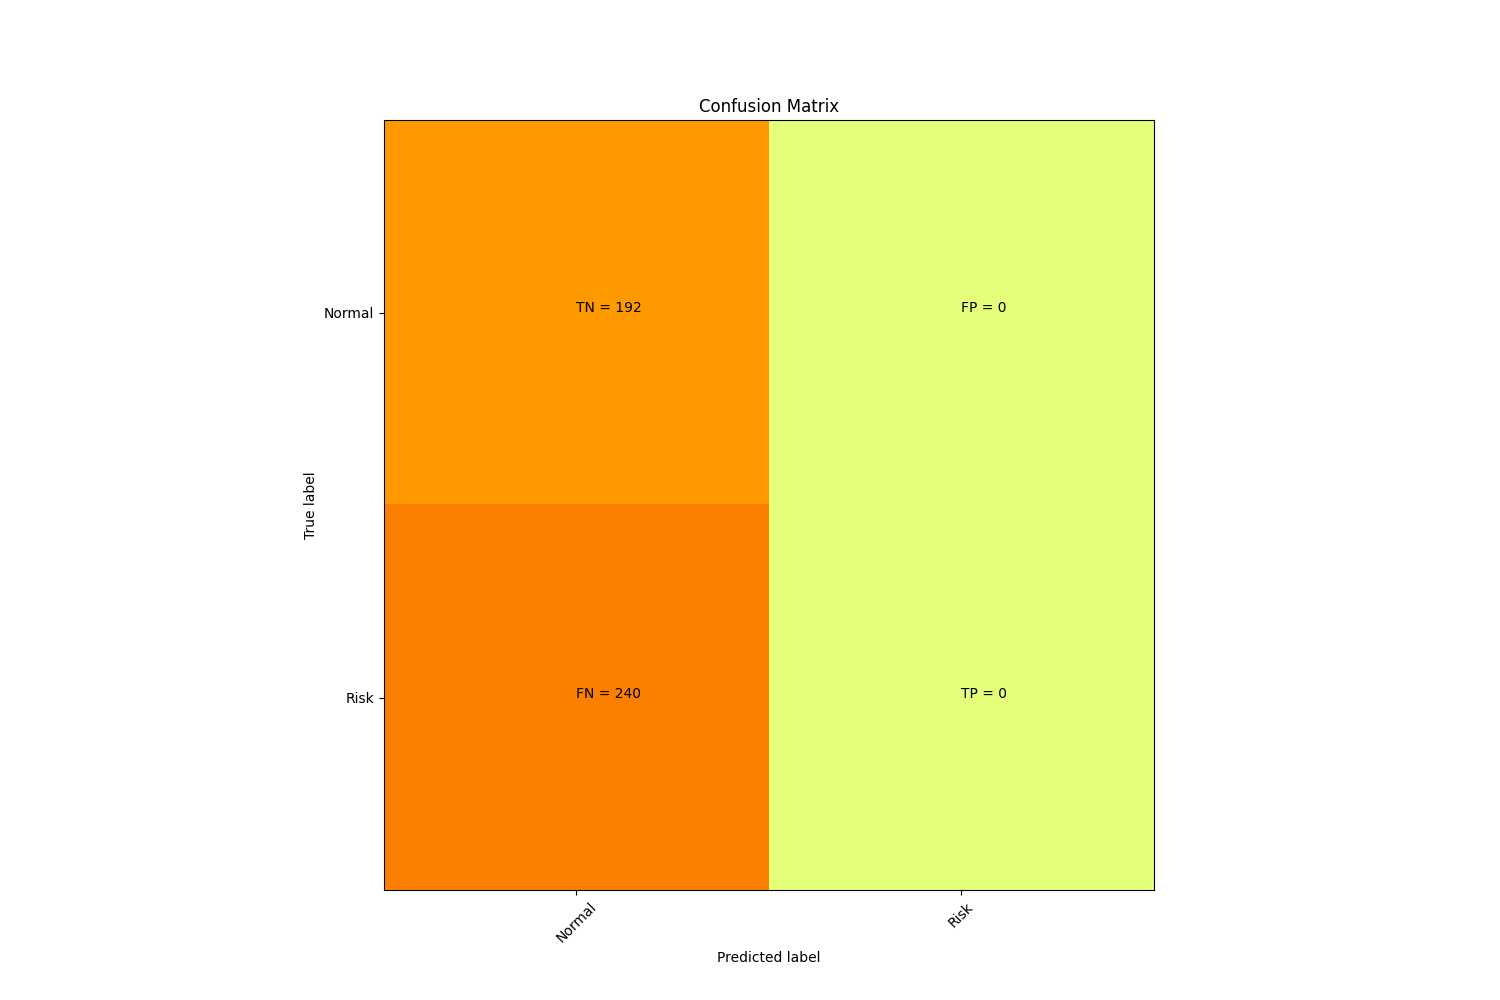 Confusion Matrix
Normal
TN = 192
FP = 0
True label
Risk
FN = 240
TP = 0
Normal
Risk
Predicted label